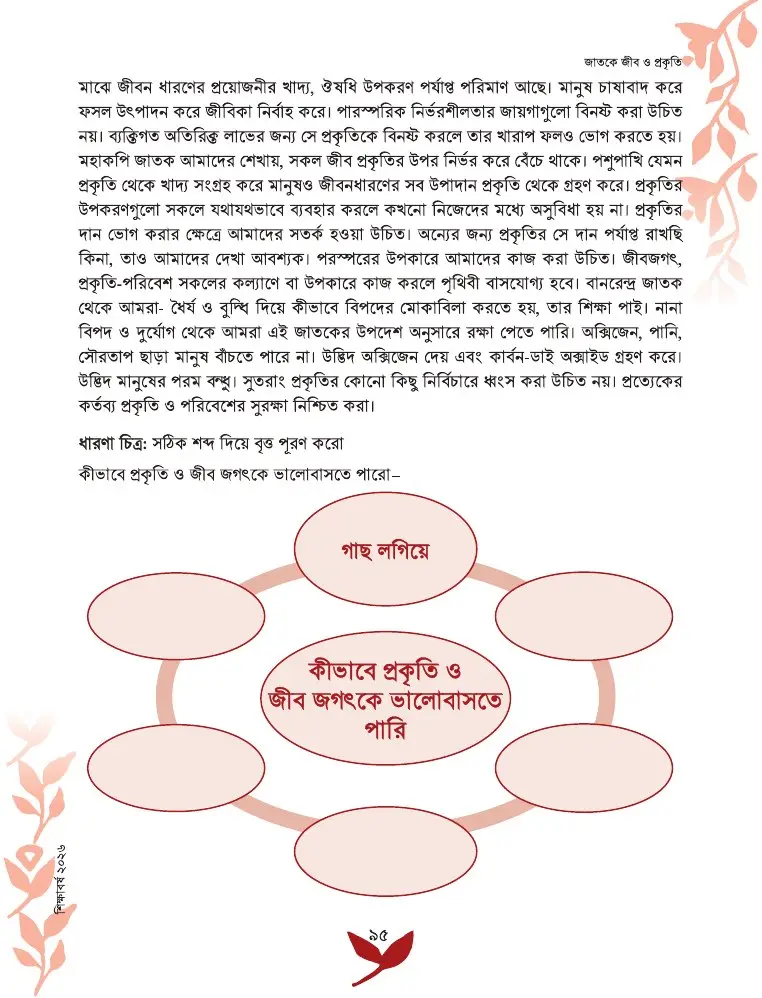 জাতকে জীব ও প্রকৃতি
মাঝে জীবন ধারণের প্রয়োজনীর খাদ্য, ঔষধি উপকরণ পর্যাপ্ত পরিমাণ আছে। মানুষ চাষাবাদ করে
ফসল উৎপাদন করে জীবিকা নির্বাহ করে। পারস্পরিক নির্ভরশীলতার জায়গাগুলো বিনষ্ট করা উচিত
নয়। ব্যক্তিগত অতিরিক্ত লাভের জন্য সে প্রকৃতিকে বিনষ্ট করলে তার খারাপ ফলও ভোগ করতে হয়।
মহাকপি জাতক আমাদের শেখায়, সকল জীব প্রকৃতির উপর নির্ভর করে বেঁচে থাকে। পশুপাখি যেমন
প্রকৃতি থেকে খাদ্য সংগ্রহ করে মানুষও জীবনধারণের সব উপাদান প্রকৃতি থেকে গ্রহণ করে। প্রকৃতির
উপকরণগুলো সকলে যথাযথভাবে ব্যবহার করলে কখনো নিজেদের মধ্যে অসুবিধা হয় না। প্রকৃতির
দান ভোগ করার ক্ষেত্রে আমাদের সতর্ক হওয়া উচিত। অন্যের জন্য প্রকৃতির সে দান পর্যাপ্ত রাখছি
কিনা, তাও আমাদের দেখা আবশ্যক। পরস্পরের উপকারে আমাদের কাজ করা উচিত। জীবজগৎ,
প্রকৃতি-পরিবেশ সকলের কল্যাণে বা উপকারে কাজ করলে পৃথিবী বাসযোগ্য হবে। বানরেন্দ্র জাতক
থেকে আমরা- ধৈর্য ও বুদ্ধি দিয়ে কীভাবে বিপদের মোকাবিলা করতে হয়, তার শিক্ষা পাই। নানা
বিপদ ও দুর্যোগ থেকে আমরা এই জাতকের উপদেশ অনুসারে রক্ষা পেতে পারি। অক্সিজেন, পানি,
সৌরতাপ ছাড়া মানুষ বাঁচতে পারে না। উদ্ভিদ অক্সিজেন দেয় এবং কার্বন-ডাই অক্সাইড গ্রহণ করে।
উদ্ভিদ মানুষের পরম বন্ধু। সুতরাং প্রকৃতির কোনো কিছু নির্বিচারে ধ্বংস করা উচিত নয়। প্রত্যেকের
কর্তব্য প্রকৃতি ও পরিবেশের সুরক্ষা নিশ্চিত করা।
ধারণা চিত্র: সঠিক শব্দ দিয়ে বৃত্ত পূরণ করো
কীভাবে প্রকৃতি ও জীব জগৎকে ভালোবাসতে পারো–
গাছ লগিয়ে
কীভাবে প্রকৃতি ও
জীব জগৎকে ভালোবাসতে
পারি
শিক্ষাবর্ষ ২০২৬
৯৫